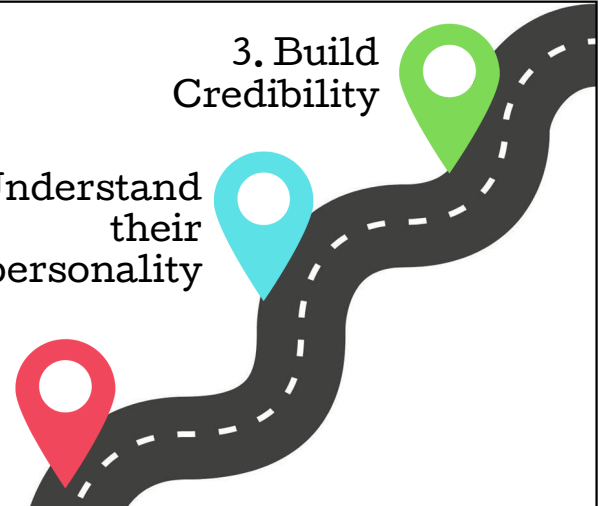 3. Build
Credibility
Understand
their
personality